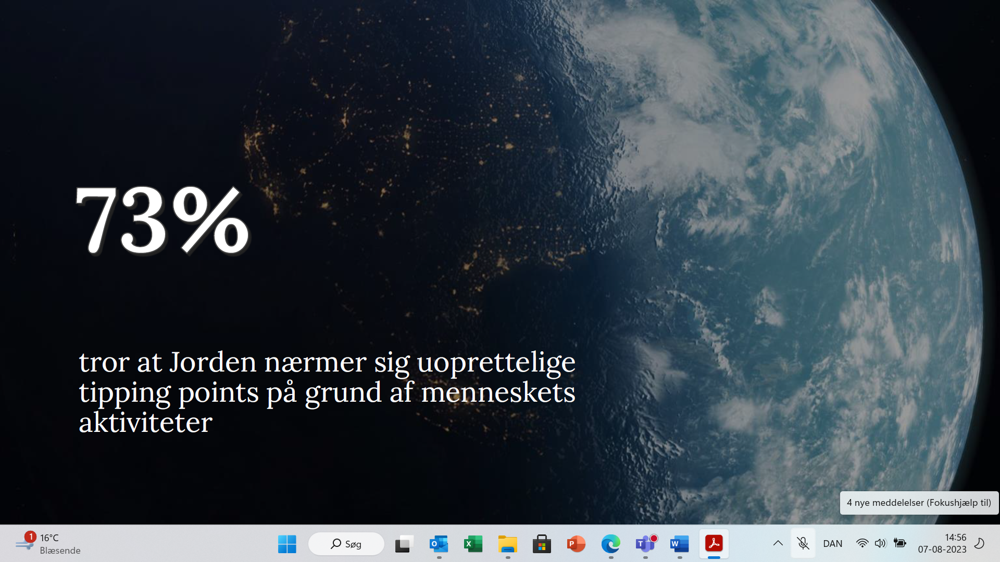 73%
tror at Jorden nærmer sig uoprettelige
tipping points på grund af menneskets
aktiviteter
4 nye meddelelser (Fokushjælp til)
1
16°C
Blæsende
Søg
DAN
14:56
07-08-2023